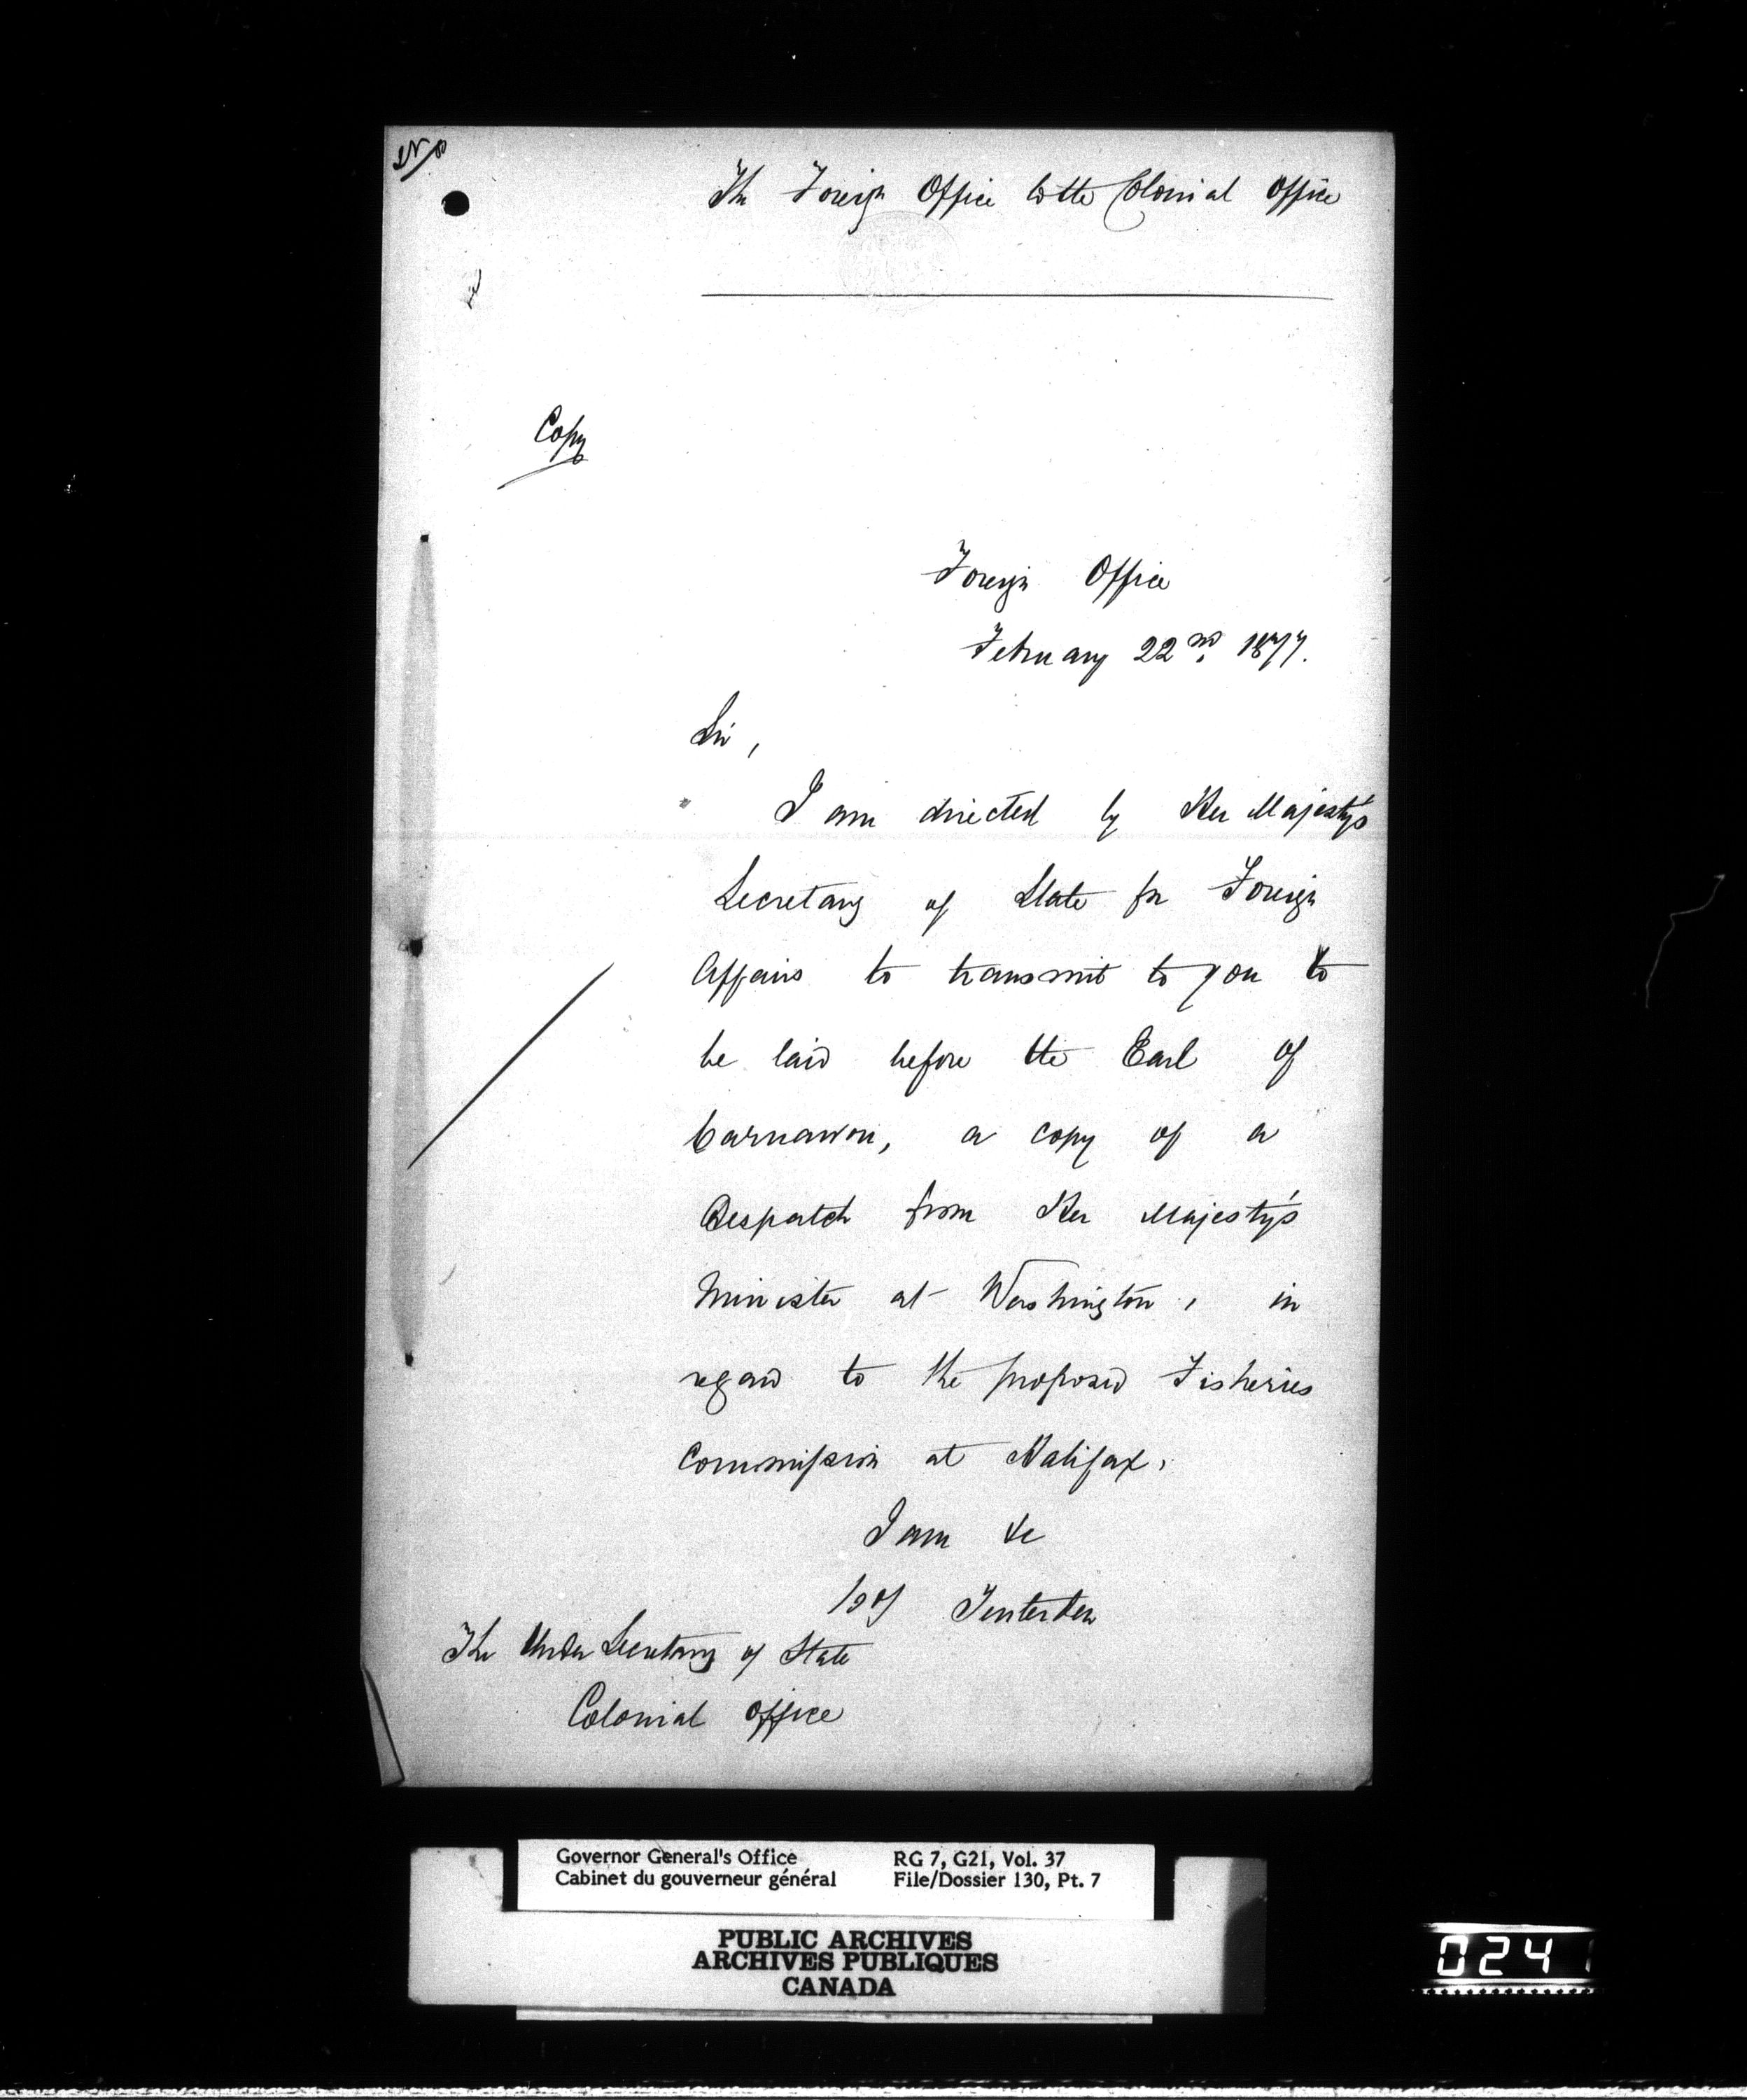 The Foreign Office to the Colonial Office
Copy
Foreign Office
February 22nd. 1877.
Sir,
I am directed by Her Majesty's
Secretary of State for Foreign
Affairs to transmit to you to
be laid before the Earl of
Carnarvon, a copy of a
Despatch from Her Majesty's
Minister at Washington, in
regard to the proposed Fisheries
Commission at Halifax.
I am &c
Tenterden
The Under Secretary of State
Colonial Office
Governor General's Office
Cabinet du gouverneur général
RG 7, G21, Vol. 37
File/Dossier 130, Pt. 7
PUBLIC ARCHIVES
ARCHIVES PUBLIQUES
CANADA
0241